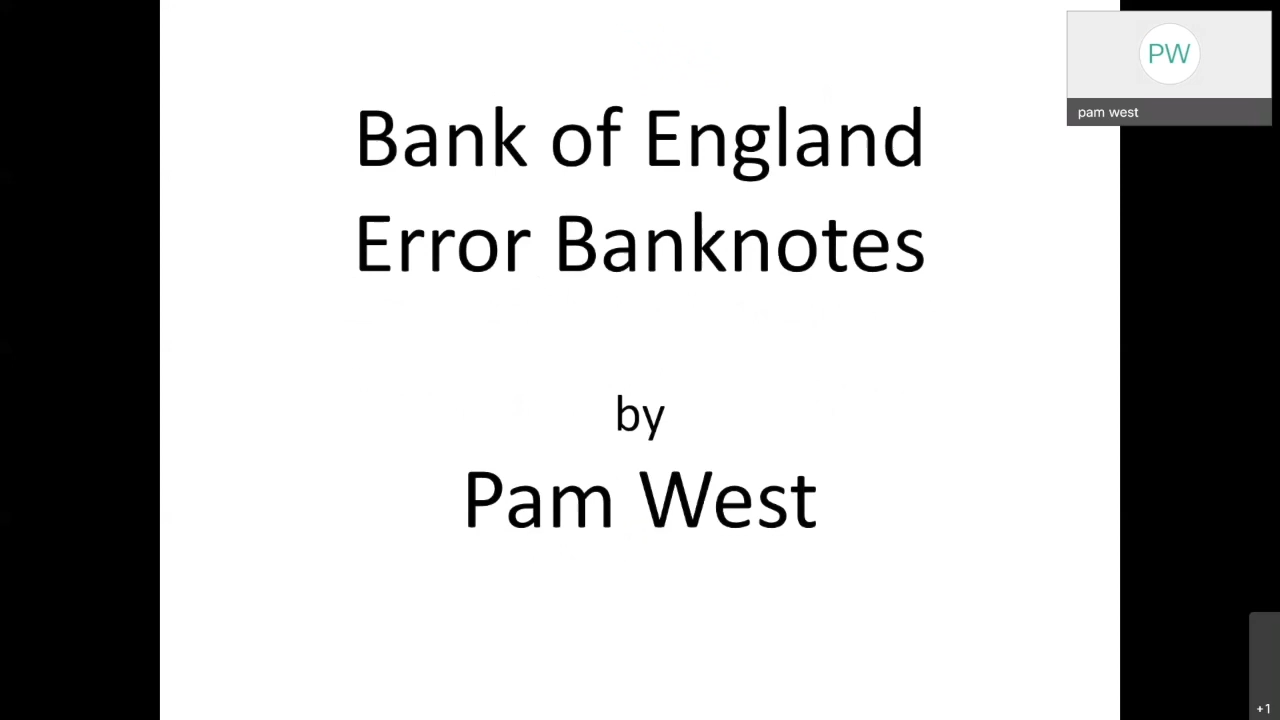 Bank of England
Error Banknotes
by
Pam West
PW
pam west
+1